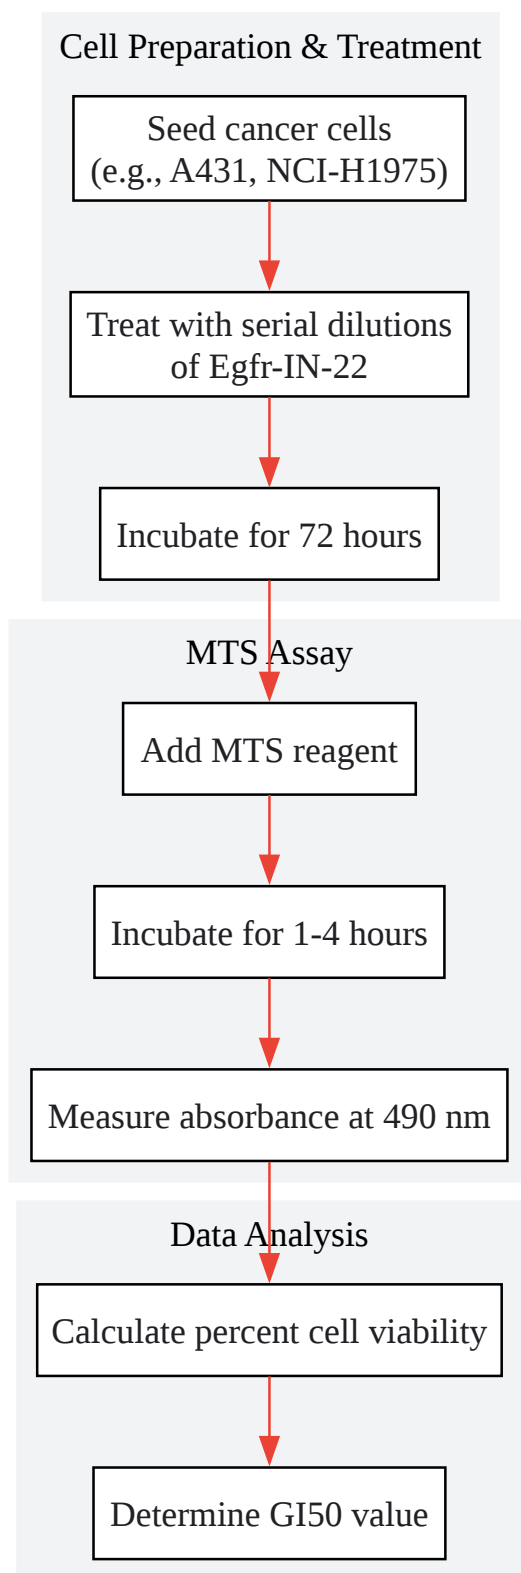 Cell Preparation & Treatment
Seed cancer cells
(e.g., A431, NCI-H1975)
Treat with serial dilutions
of Egfr-IN-22
Incubate for 72 hours
MTS Assay
Add MTS reagent
Incubate for 1-4 hours
Measure absorbance at 490 nm
Data Analysis
Calculate percent cell viability
Determine GI50 value